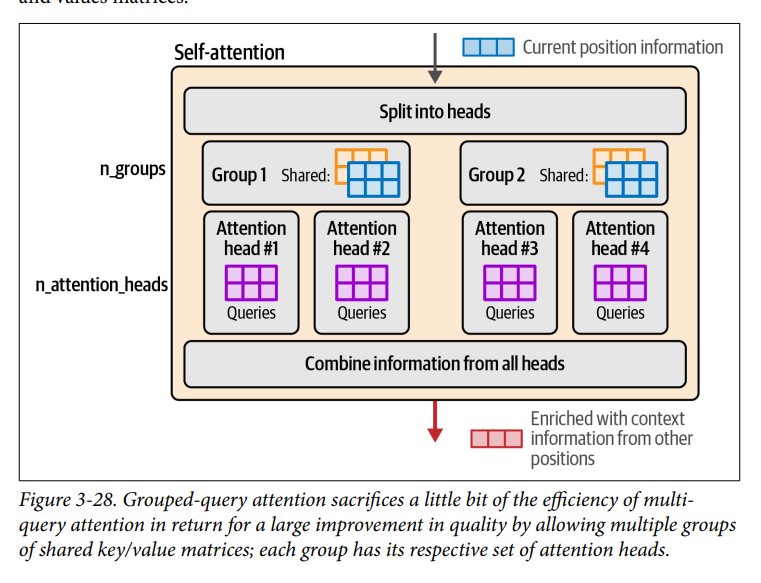 and values matrices.
Self-attention
Current position information
Split into heads
n_groups
Group 1 Shared:
Group 2 Shared:
Attention head #1
Attention head #2
Attention head #3
Attention head #4
n_attention_heads
Queries
Queries
Queries
Queries
Combine information from all heads
Enriched with context
information from other
positions
Figure 3-28. Grouped-query attention sacrifices a little bit of the efficiency of multi-
query attention in return for a large improvement in quality by allowing multiple groups
of shared key/value matrices; each group has its respective set of attention heads.